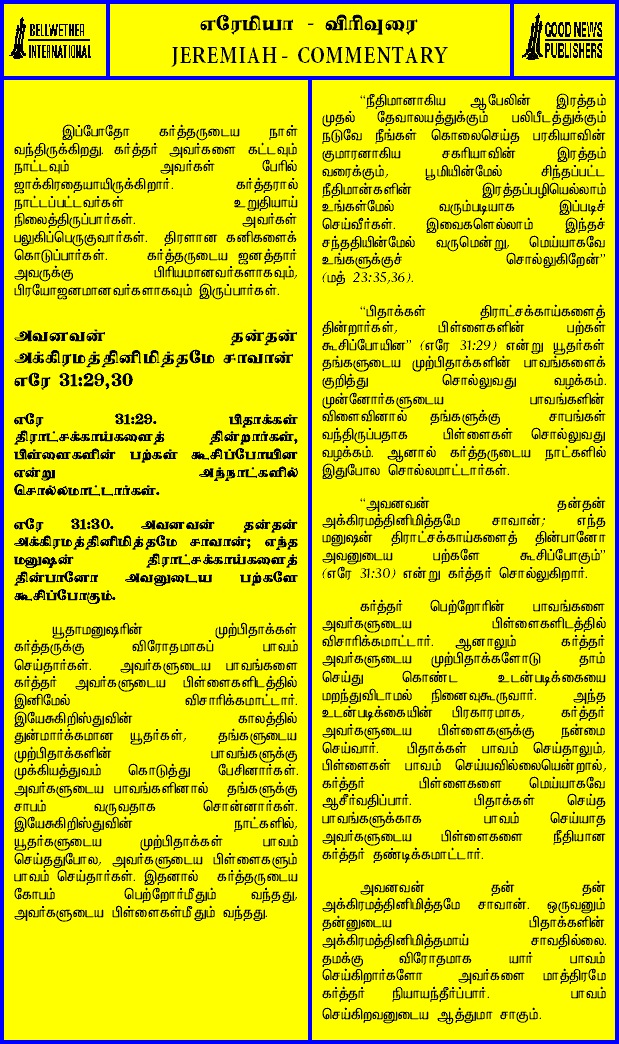 BELLWETHER
INTERNATIONAL
எரேமியா - விரிவுரை
JEREMIAH - COMMENTARY
GOOD NEWS
PUBLISHERS
இப்போதோ கர்த்தருடைய நாள்
வந்திருக்கிறது. கர்த்தர் அவர்களை கட்டவும்
நாட்டவும் அவர்கள் பேரில்
ஜாக்கிரதையாயிருக்கிறார். கர்த்தரால்
நாட்டப்பட்டவர்கள் உறுதியாய்
நிலைத்திருப்பார்கள். அவர்கள்
பலுகிப்பெருகுவார்கள். திரளான கனிகளைக்
கொடுப்பார்கள். கர்த்தருடைய ஜனத்தார்
அவருக்கு பிரியமானவர்களாகவும்,
பிரயோஜனமானவர்களாகவும் இருப்பார்கள்.
அவனவன் தன்தன்
அக்கிரமத்தினிமித்தமே சாவான்
எரே 31:29,30
எரே 31:29. பிதாக்கள்
திராட்சக்காய்களைத் தின்றார்கள்,
பிள்ளைகளின் பற்கள் கூசிப்போயின
என்று அந்நாட்களில்
சொல்லமாட்டார்கள்.
எரே 31:30. அவனவன் தன்தன்
அக்கிரமத்தினிமித்தமே சாவான்; எந்த
மனுஷன் திராட்சக்காய்களைத்
தின்பானோ அவனுடைய பற்களே
கூசிப்போகும்.
யூதாமனுஷரின் முற்பிதாக்கள்
கர்த்தருக்கு விரோதமாகப் பாவம்
செய்தார்கள். அவர்களுடைய பாவங்களை
கர்த்தர் அவர்களுடைய பிள்ளைகளிடத்தில்
இனிமேல் விசாரிக்கமாட்டார்.
இயேசுகிறிஸ்துவின் காலத்தில்
துன்மார்க்கமான யூதர்கள், தங்களுடைய
முற்பிதாக்களின் பாவங்களுக்கு
முக்கியத்துவம் கொடுத்து பேசினார்கள்.
அவர்களுடைய பாவங்களினால் தங்களுக்கு
சாபம் வருவதாக சொன்னார்கள்.
இயேசுகிறிஸ்துவின் நாட்களில்,
யூதர்களுடைய முற்பிதாக்கள் பாவம்
செய்ததுபோல, அவர்களுடைய பிள்ளைகளும்
பாவம் செய்தார்கள். இதனால் கர்த்தருடைய
கோபம் பெற்றோர்மீதும் வந்தது,
அவர்களுடைய பிள்ளைகள்மீதும் வந்தது.
“நீதிமானாகிய ஆபேலின் இரத்தம்
முதல் தேவாலயத்துக்கும் பலிபீடத்துக்கும்
நடுவே நீங்கள் கொலைசெய்த பரகியாவின்
குமாரனாகிய சகரியாவின் இரத்தம்
வரைக்கும், பூமியின்மேல் சிந்தப்பட்ட
நீதிமான்களின் இரத்தப்பழியெல்லாம்
உங்கள்மேல் வரும்படியாக இப்படிச்
செய்வீர்கள். இவைகளெல்லாம் இந்தச்
சந்ததியின்மேல் வருமென்று, மெய்யாகவே
உங்களுக்குச் சொல்லுகிறேன்”
(மத் 23:35,36).
“பிதாக்கள் திராட்சக்காய்களைத்
தின்றார்கள், பிள்ளைகளின் பற்கள்
கூசிப்போயின” (எரே 31:29) என்று யூதர்கள்
தங்களுடைய முற்பிதாக்களின் பாவங்களைக்
குறித்து சொல்லுவது வழக்கம்.
முன்னோர்களுடைய பாவங்களின்
விளைவினால் தங்களுக்கு சாபங்கள்
வந்திருப்பதாக பிள்ளைகள் சொல்லுவது
வழக்கம். ஆனால் கர்த்தருடைய நாட்களில்
இதுபோல சொல்லமாட்டார்கள்.
“அவனவன் தன்தன்
அக்கிரமத்தினிமித்தமே சாவான்; எந்த
மனுஷன் திராட்சக்காய்களைத் தின்பானோ
அவனுடைய பற்களே கூசிப்போகும்”
(எரே 31:30) என்று கர்த்தர் சொல்லுகிறார்.
கர்த்தர் பெற்றோரின் பாவங்களை
அவர்களுடைய பிள்ளைகளிடத்தில்
விசாரிக்கமாட்டார். ஆனாலும் கர்த்தர்
அவர்களுடைய முற்பிதாக்களோடு தாம்
செய்து கொண்ட உடன்படிக்கையை
மறந்துவிடாமல் நினைவுகூருவார். அந்த
உடன்படிக்கையின் பிரகாரமாக, கர்த்தர்
அவர்களுடைய பிள்ளைகளுக்கு நன்மை
செய்வார். பிதாக்கள் பாவம் செய்தாலும்,
பிள்ளைகள் பாவம் செய்யவில்லையென்றால்,
கர்த்தர் பிள்ளைகளை மெய்யாகவே
ஆசீர்வதிப்பார். பிதாக்கள் செய்த
பாவங்களுக்காக பாவம் செய்யாத
அவர்களுடைய பிள்ளைகளை நீதியான
கர்த்தர் தண்டிக்கமாட்டார்.
அவனவன் தன் தன்
அக்கிரமத்தினிமித்தமே சாவான். ஒருவனும்
தன்னுடைய பிதாக்களின்
அக்கிரமத்தினிமித்தமாய் சாவதில்லை.
தமக்கு விரோதமாக யார் பாவம்
செய்கிறார்களோ அவர்களை மாத்திரமே
கர்த்தர் நியாயந்தீர்ப்பார். பாவம்
செய்கிறவனுடைய ஆத்துமா சாகும்.